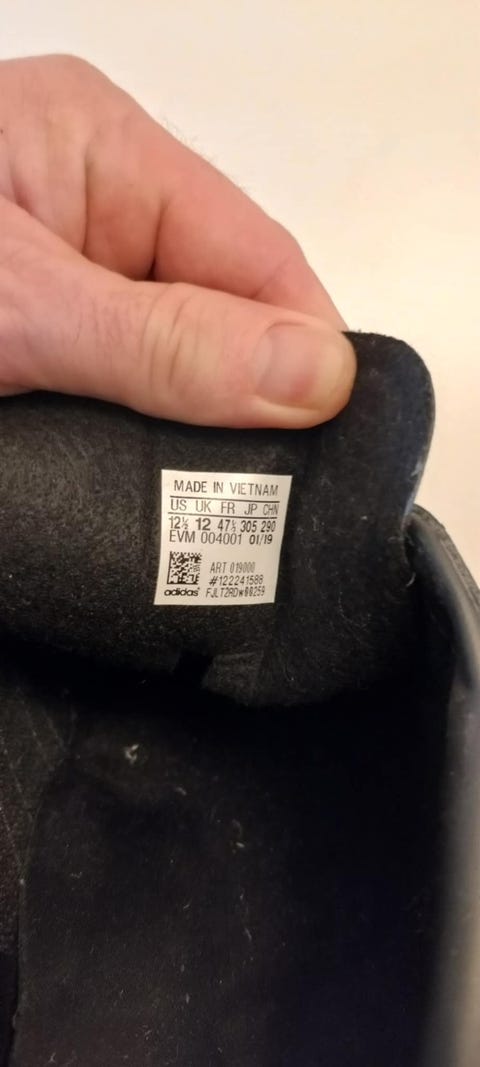 MADE IN VIETNAM
US UK FR JP CHN
12½ 12 47⅓ 305 290
EVM 004001 01/19
ART 019000
#122241588
adidas